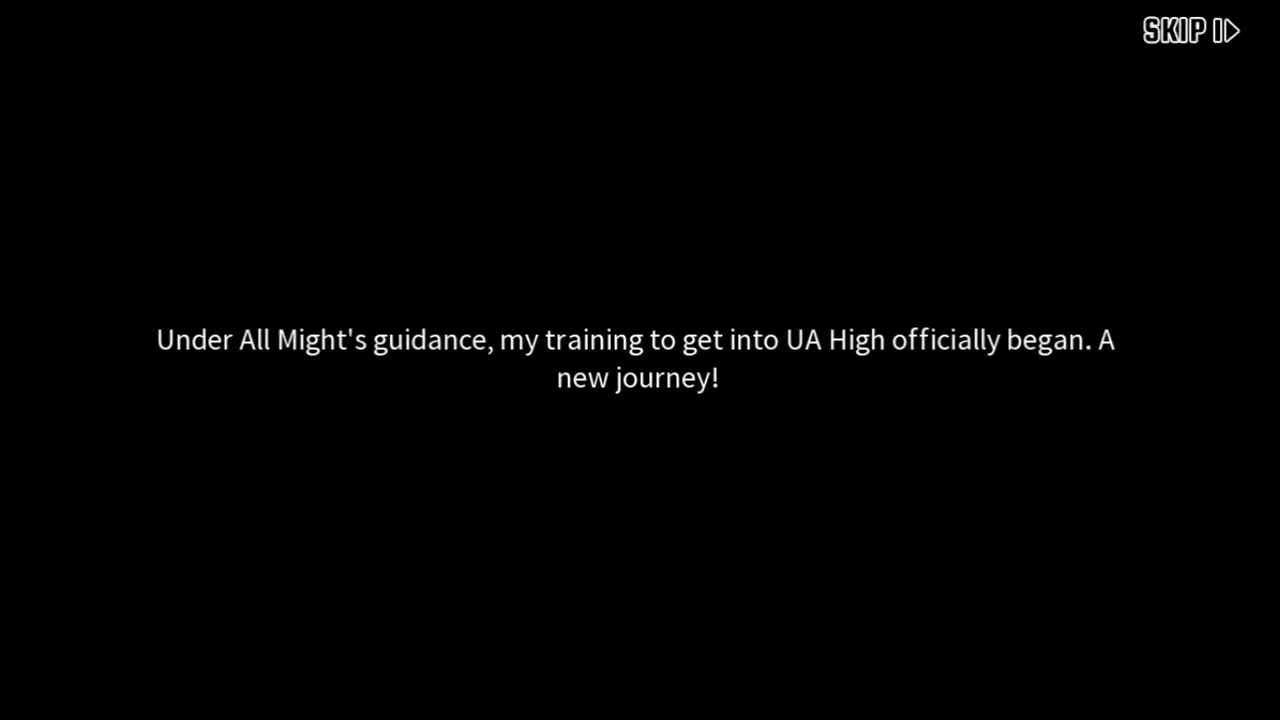 SKIP
Under All Might's guidance, my training to get into UA High officially began. A
new journey!